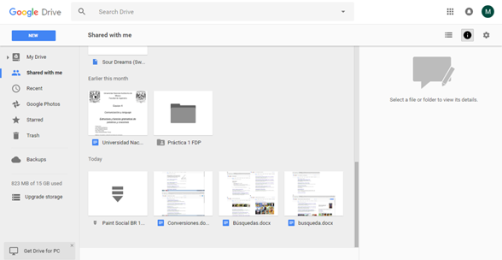 Google Drive
Search Drive
M
NEW
Shared with me
My Drive
Shared with me
Recent
Google Photos
Starred
Trash
Backups
823 MB of 15 GB used
Upgrade storage
Get Drive for PC
Sour Dreams (Sw...
Earlier this month
Universidad Nac...
Práctica 1 FDP
Today
Paint Social BR 1...
Conversiones.do...
Búsquedas.docx
busqueda.docx
Select a file or folder to view its details.